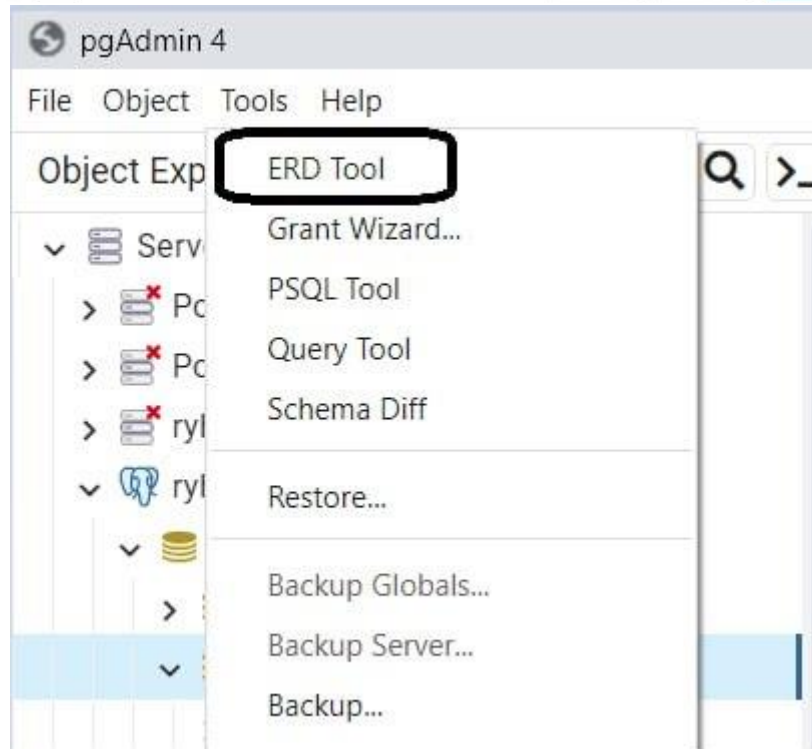 pgAdmin 4
File Object Tools Help
Object Exp
ERD Tool
Grant Wizard...
PSQL Tool
Query Tool
Schema Diff
Restore...
Backup Globals...
Backup Server...
Backup...
Serv
Po
Po
ryl
ryl